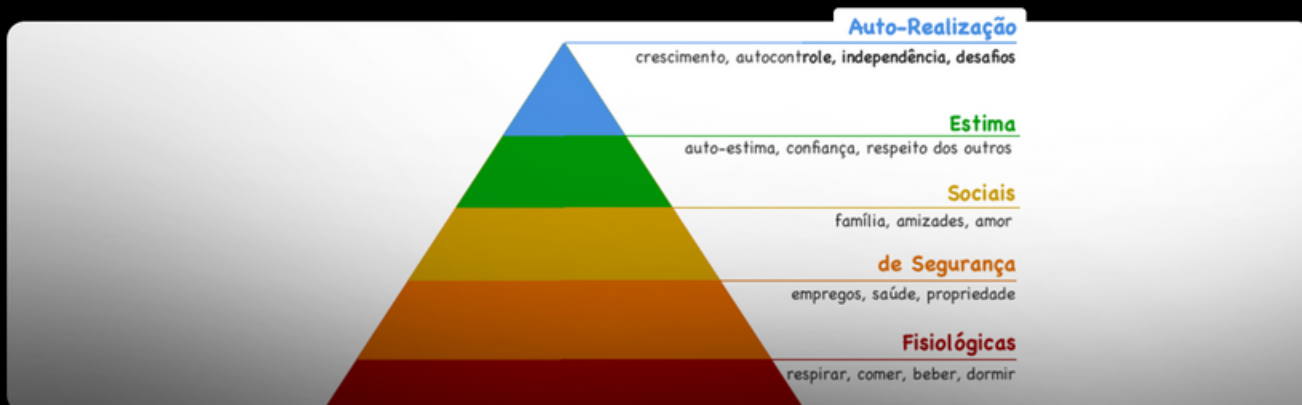 Auto-Realização
crescimento, autocontrole, independência, desafios
Estima
auto-estima, confiança, respeito dos outros
Sociais
família, amizades, amor
de Segurança
empregos, saúde, propriedade
Fisiológicas
respirar, comer, beber, dormir